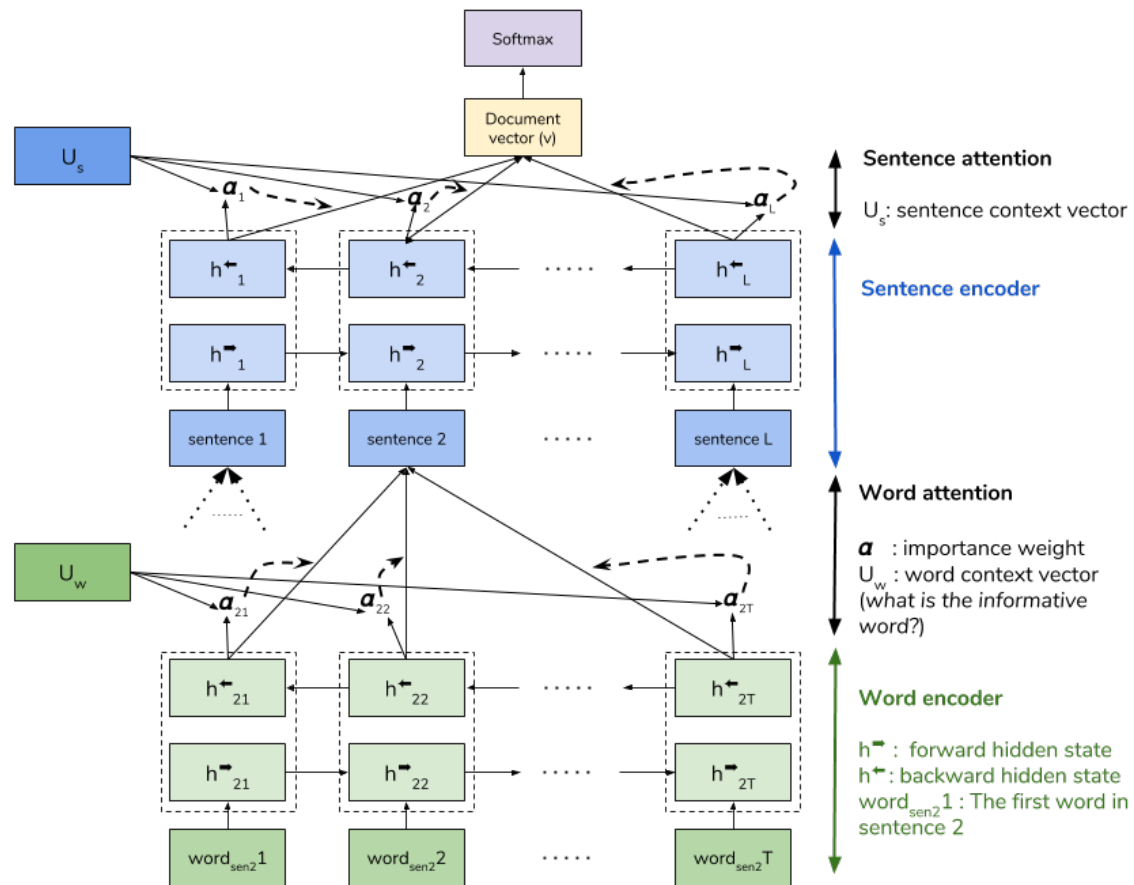 Softmax
Document
vector (v)
U_s
Sentence attention
U_s: sentence context vector
α_1
α_2
α_L
h⬅_1
h⬅_2
.....
h⬅_L
Sentence encoder
h➡_1
h➡_2
.....
h➡_L
sentence 1
sentence 2
.....
sentence L
Word attention
......
......
α : importance weight
U_w : word context vector
(what is the informative
word?)
U_w
α_21
α_22
α_2T
h⬅_21
h⬅_22
.....
h⬅_2T
Word encoder
h➡_21
h➡_22
.....
h➡_2T
h➡ : forward hidden state
h⬅ : backward hidden state
word_sen2 1 : The first word in
sentence 2
word_sen2 1
word_sen2 2
.....
word_sen2 T